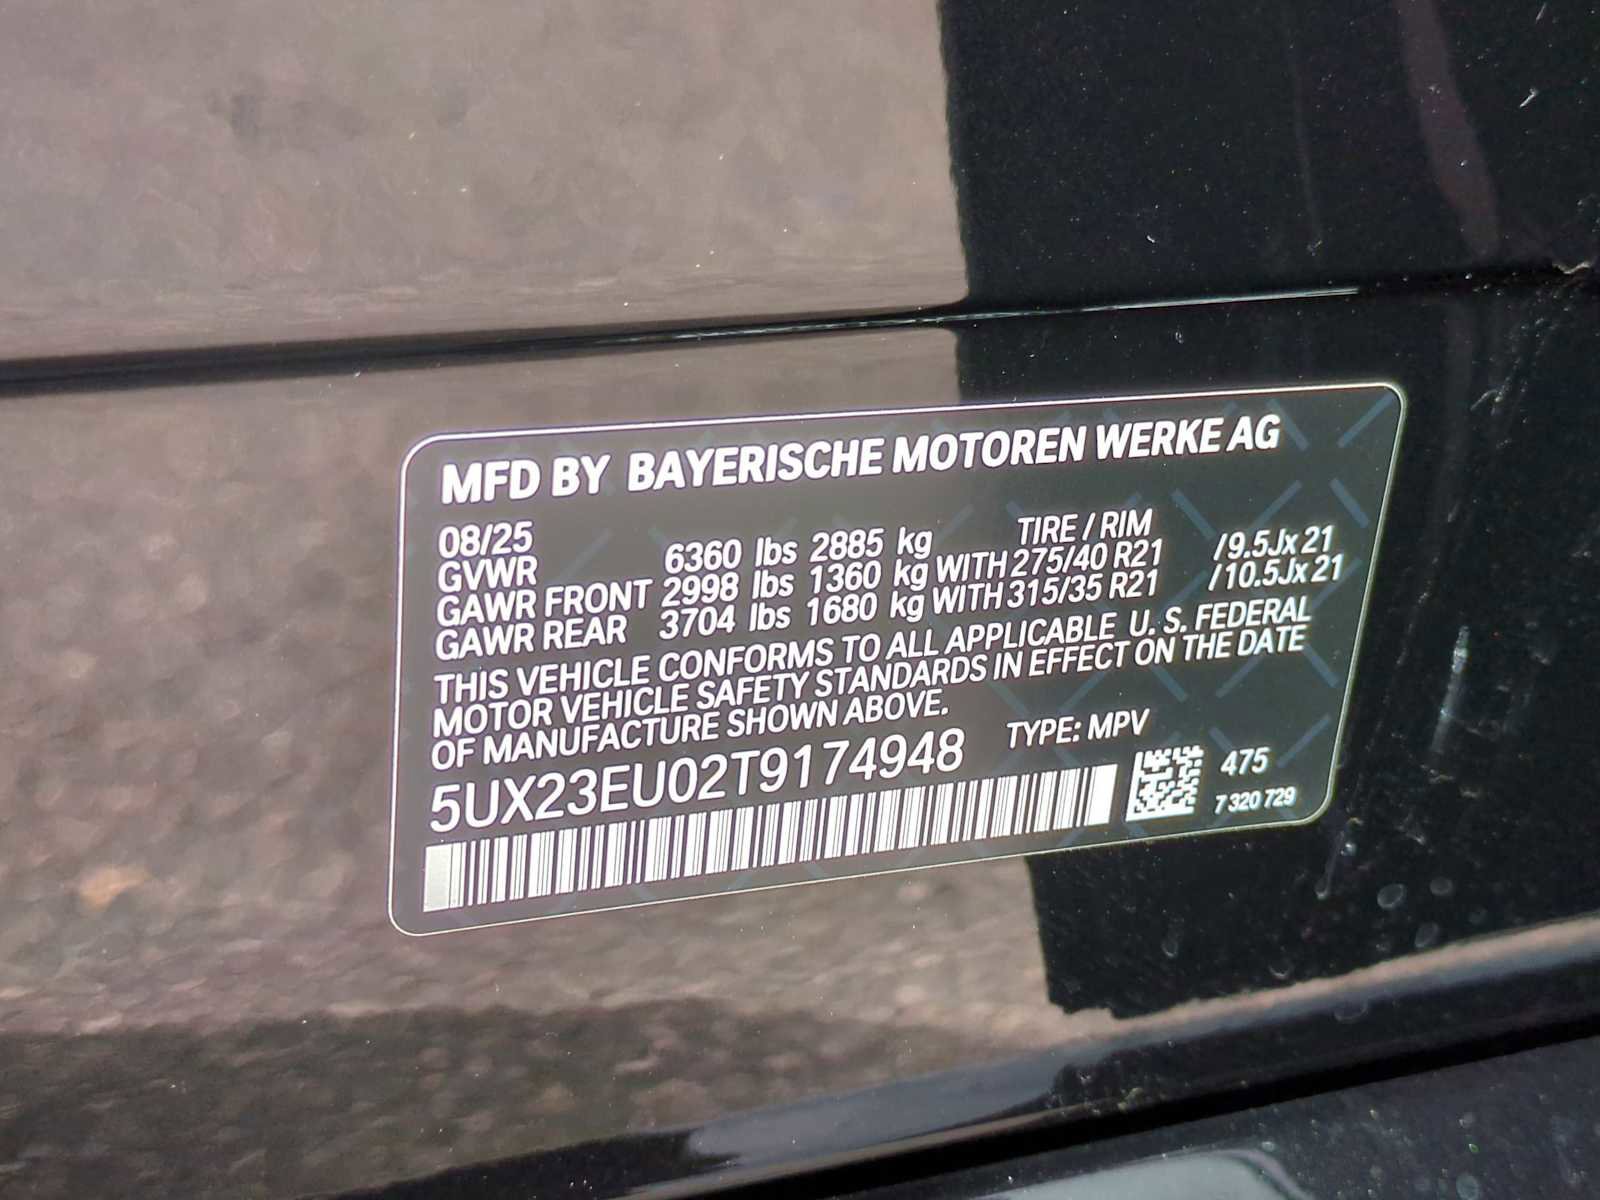 MFD BY BAYERISCHE MOTOREN WERKE AG
08/25 TIRE / RIM
GVWR 6360 lbs 2885 kg
GAWR FRONT 2998 lbs 1360 kg WITH 275/40 R21 /9.5Jx21
GAWR REAR 3704 lbs 1680 kg WITH 315/35 R21 /10.5Jx21
THIS VEHICLE CONFORMS TO ALL APPLICABLE U. S. FEDERAL
MOTOR VEHICLE SAFETY STANDARDS IN EFFECT ON THE DATE
OF MANUFACTURE SHOWN ABOVE.
TYPE: MPV
5UX23EU02T9174948
475
7 320 729